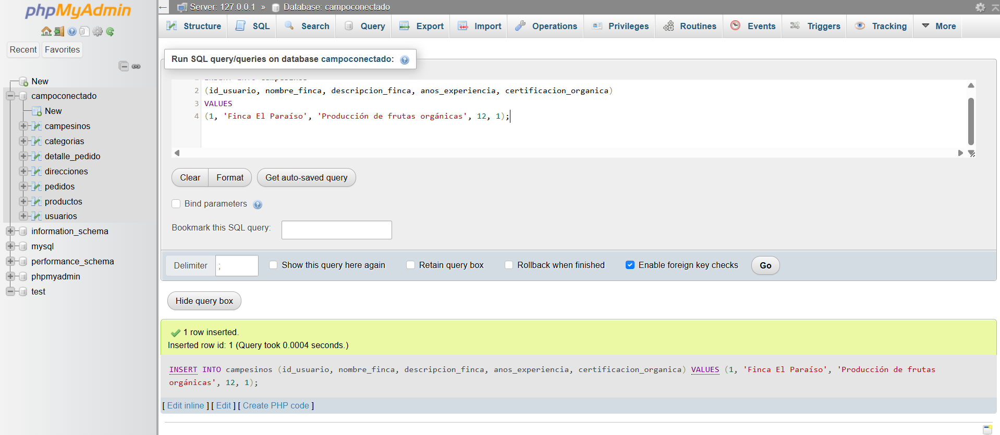 phpMyAdmin
Recent
Favorites
New
campoconectado
New
campesinos
categorias
detalle_pedido
direcciones
pedidos
productos
usuarios
information_schema
mysql
performance_schema
phpmyadmin
test
← Server: 127.0.0.1 » Database: campoconectado
Structure SQL Search Query Export Import Operations Privileges Routines Events Triggers Tracking More
Run SQL query/queries on database campoconectado:
2 (id_usuario, nombre_finca, descripcion_finca, anos_experiencia, certificacion_organica)
3 VALUES
4 (1, 'Finca El Paraíso', 'Producción de frutas orgánicas', 12, 1);
Clear Format Get auto-saved query
Bind parameters
Bookmark this SQL query:
Delimiter ; Show this query here again Retain query box Rollback when finished Enable foreign key checks Go
Hide query box
1 row inserted.
Inserted row id: 1 (Query took 0.0004 seconds.)
INSERT INTO campesinos (id_usuario, nombre_finca, descripcion_finca, anos_experiencia, certificacion_organica) VALUES (1, 'Finca El Paraíso', 'Producción de frutas
orgánicas', 12, 1);
[ Edit inline ] [ Edit ] [ Create PHP code ]